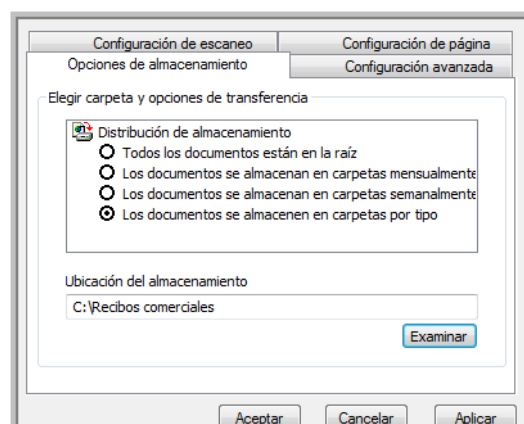 Configuración de escaneo
Configuración de página
Opciones de almacenamiento
Configuración avanzada
Elegir carpeta y opciones de transferencia
Distribución de almacenamiento
Todos los documentos están en la raíz
Los documentos se almacenan en carpetas mensualmente
Los documentos se almacenan en carpetas semanalmente
Los documentos se almacenen en carpetas por tipo
Ubicación del almacenamiento
C:\Recibos comerciales
Examinar
Aceptar
Cancelar
Aplicar